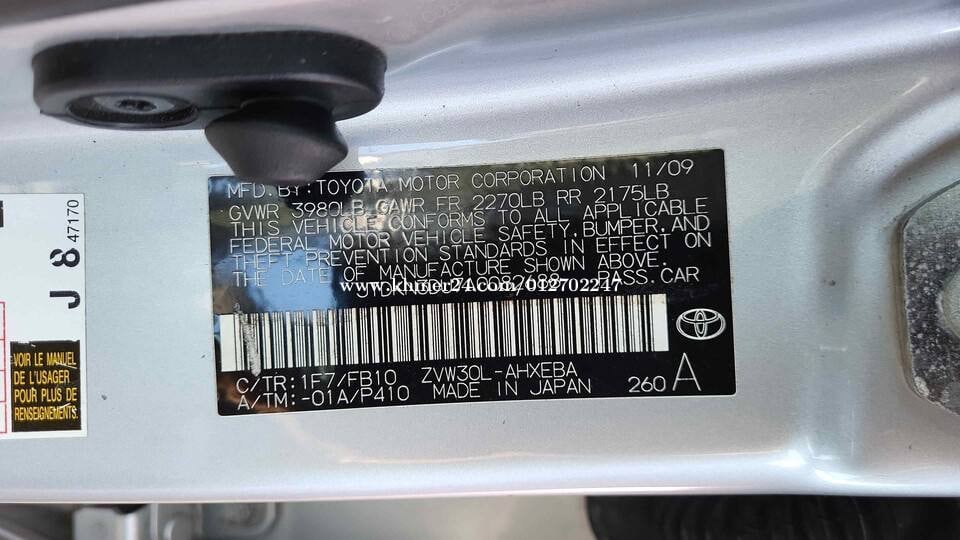 MFD. BY: TOYOTA MOTOR CORPORATION 11/09
GVWR 3980LB GAWR FR 2270LB RR 2175LB
THIS VEHICLE CONFORMS TO ALL APPLICABLE
FEDERAL MOTOR VEHICLE SAFETY, BUMPER, AND
THEFT PREVENTION STANDARDS IN EFFECT ON
THE DATE OF MANUFACTURE SHOWN ABOVE.
PASS.CAR
www.khmer24.com/012702247
C/TR: 1F7/FB10 ZVW30L-AHXEBA
A/TM: -01A/P410 MADE IN JAPAN 260 A
J 8 47170
VOIR LE MANUEL
DE L'USAGER
POUR PLUS DE
RENSEIGNEMENTS.